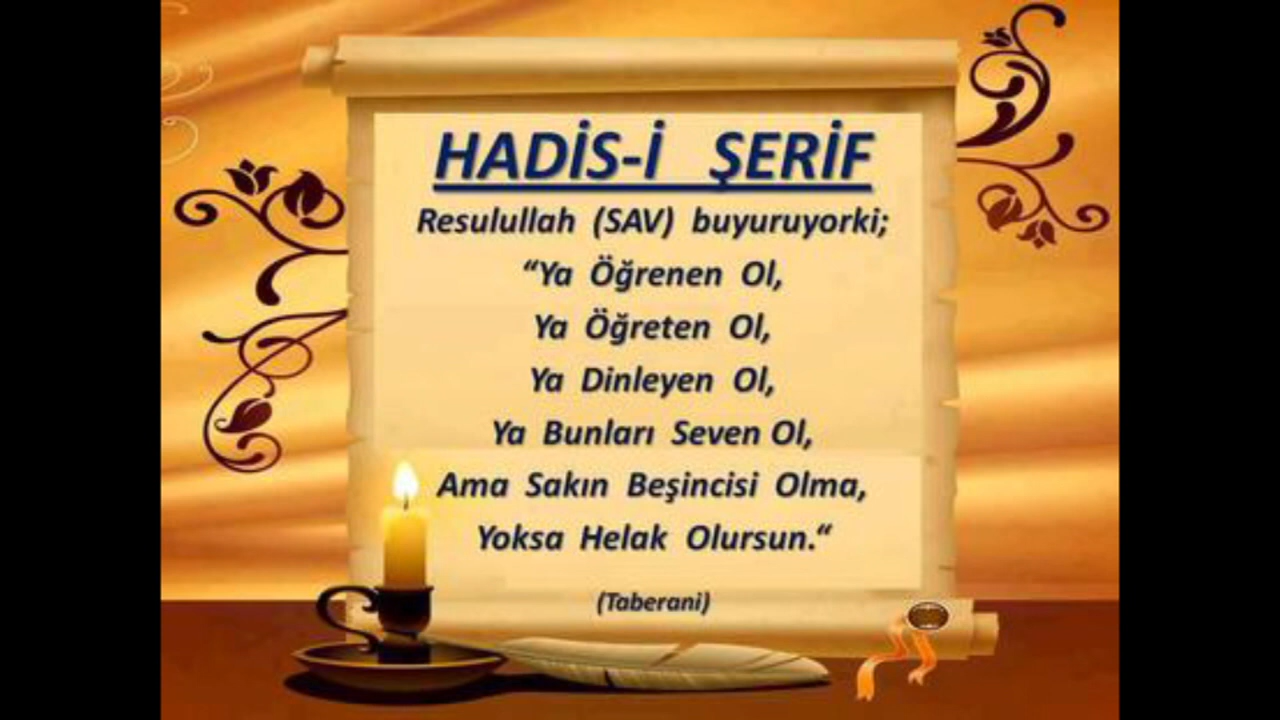 HADİS-İ ŞERİF
Resulullah (SAV) buyuruyorki;
“Ya Öğrenen Ol,
Ya Öğreten Ol,
Ya Dinleyen Ol,
Ya Bunları Seven Ol,
Ama Sakın Beşincisi Olma,
Yoksa Helak Olursun.“
(Taberani)